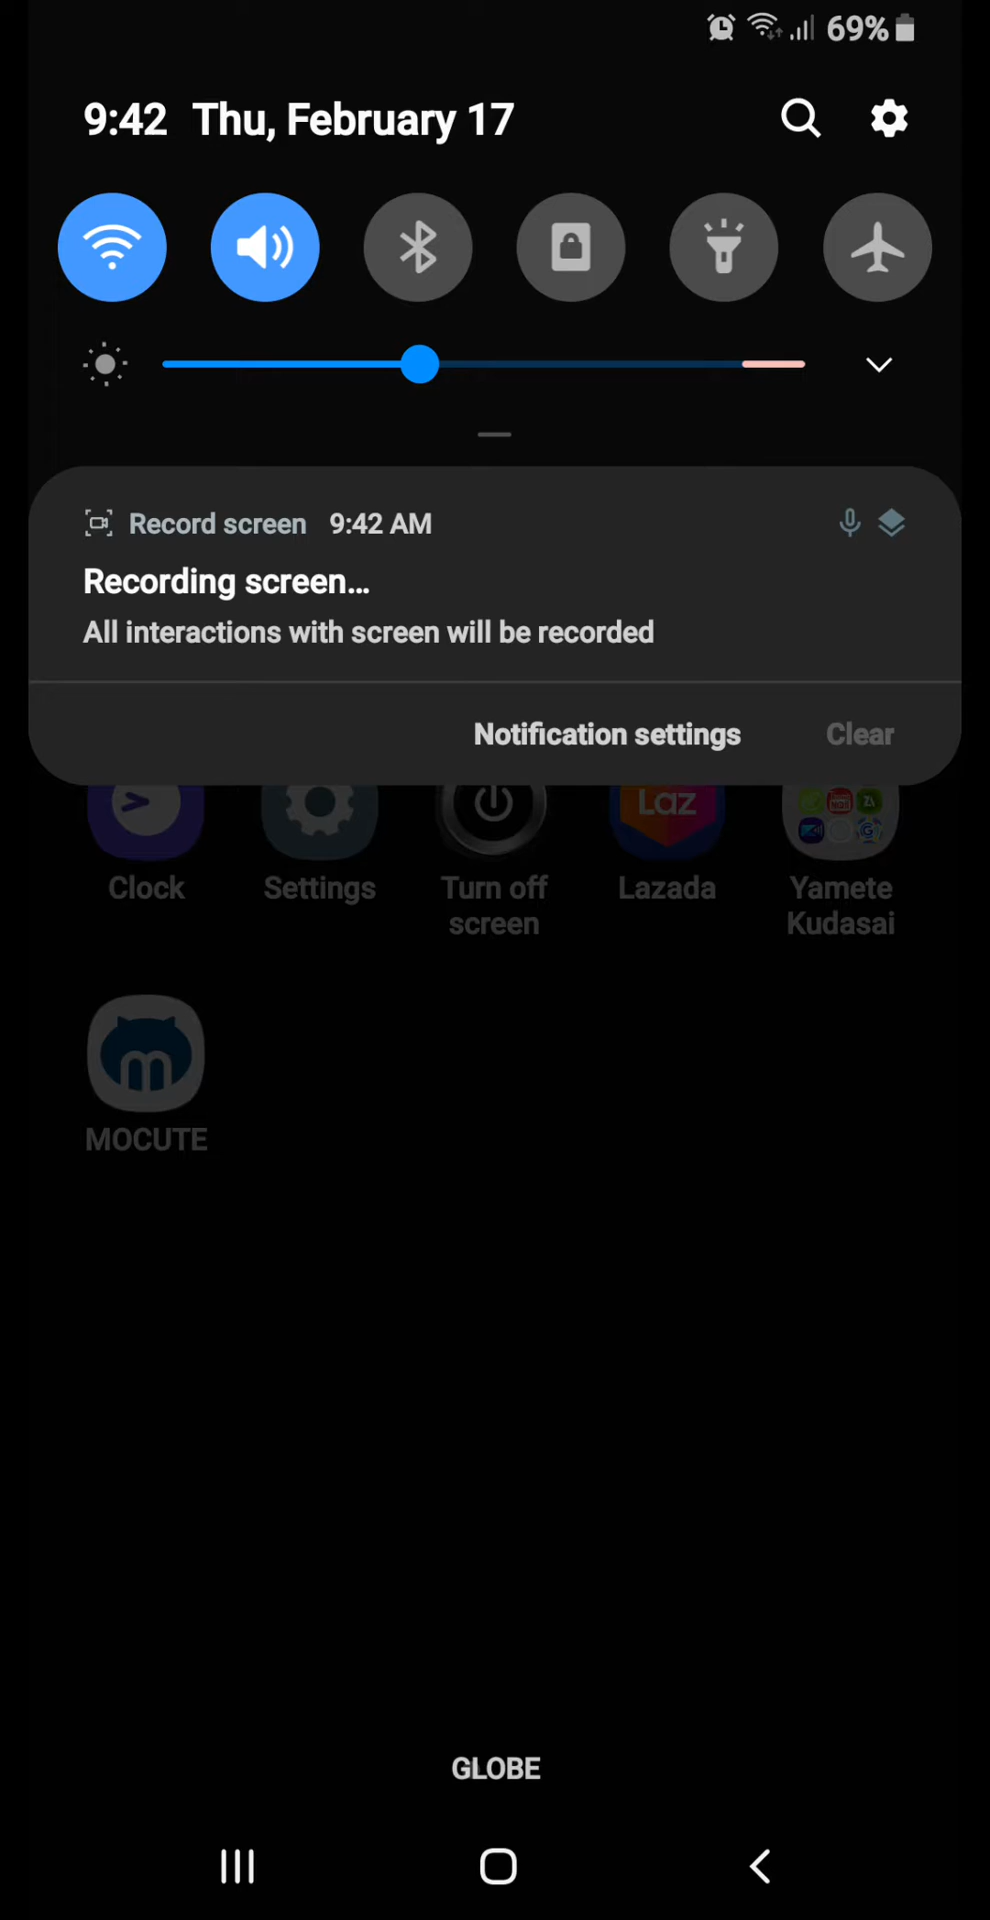 69%
9:42 Thu, February 17
Record screen 9:42 AM
Recording screen...
All interactions with screen will be recorded
Notification settings Clear
Laz
Clock Settings Turn off screen Lazada Yamete Kudasai
m
MOCUTE
GLOBE